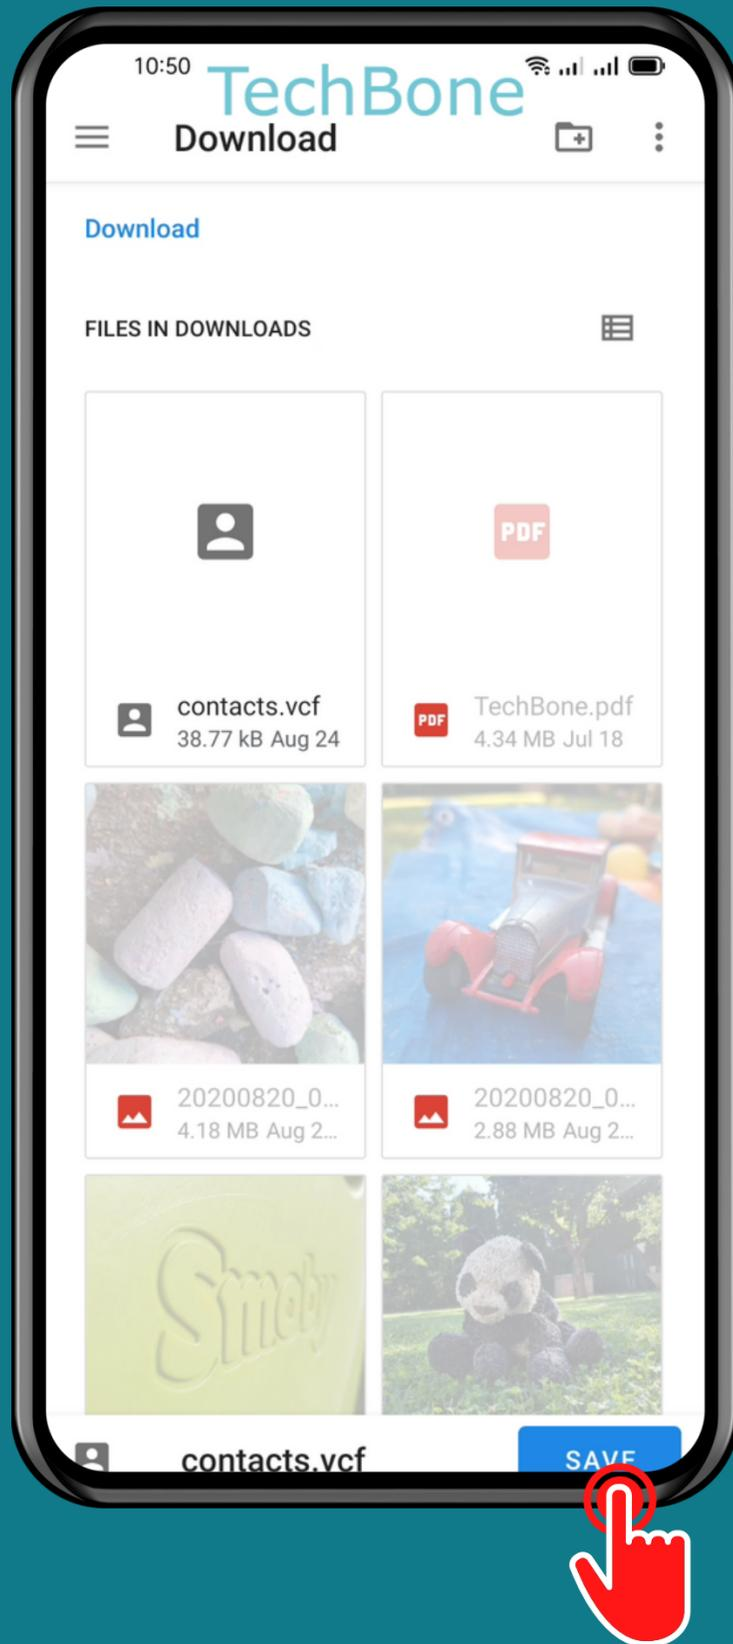 10:50
TechBone
Download
Download
FILES IN DOWNLOADS
PDF
contacts.vcf
38.77 kB Aug 24
PDF
TechBone.pdf
4.34 MB Jul 18
20200820_0...
4.18 MB Aug 2...
20200820_0...
2.88 MB Aug 2...
Smoby
contacts.vcf
SAVE